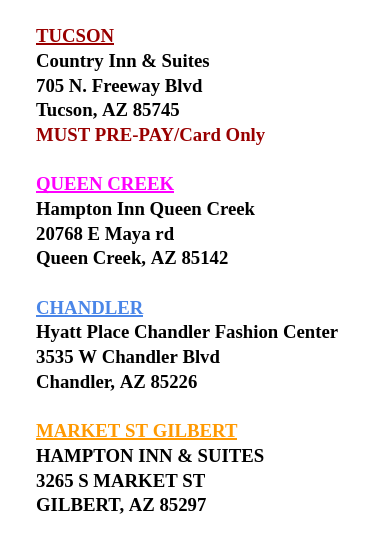 TUCSON
Country Inn & Suites
705 N. Freeway Blvd
Tucson, AZ 85745
MUST PRE-PAY/Card Only
QUEEN CREEK
Hampton Inn Queen Creek
20768 E Maya rd
Queen Creek, AZ 85142
CHANDLER
Hyatt Place Chandler Fashion Center
3535 W Chandler Blvd
Chandler, AZ 85226
MARKET ST GILBERT
HAMPTON INN & SUITES
3265 S MARKET ST
GILBERT, AZ 85297